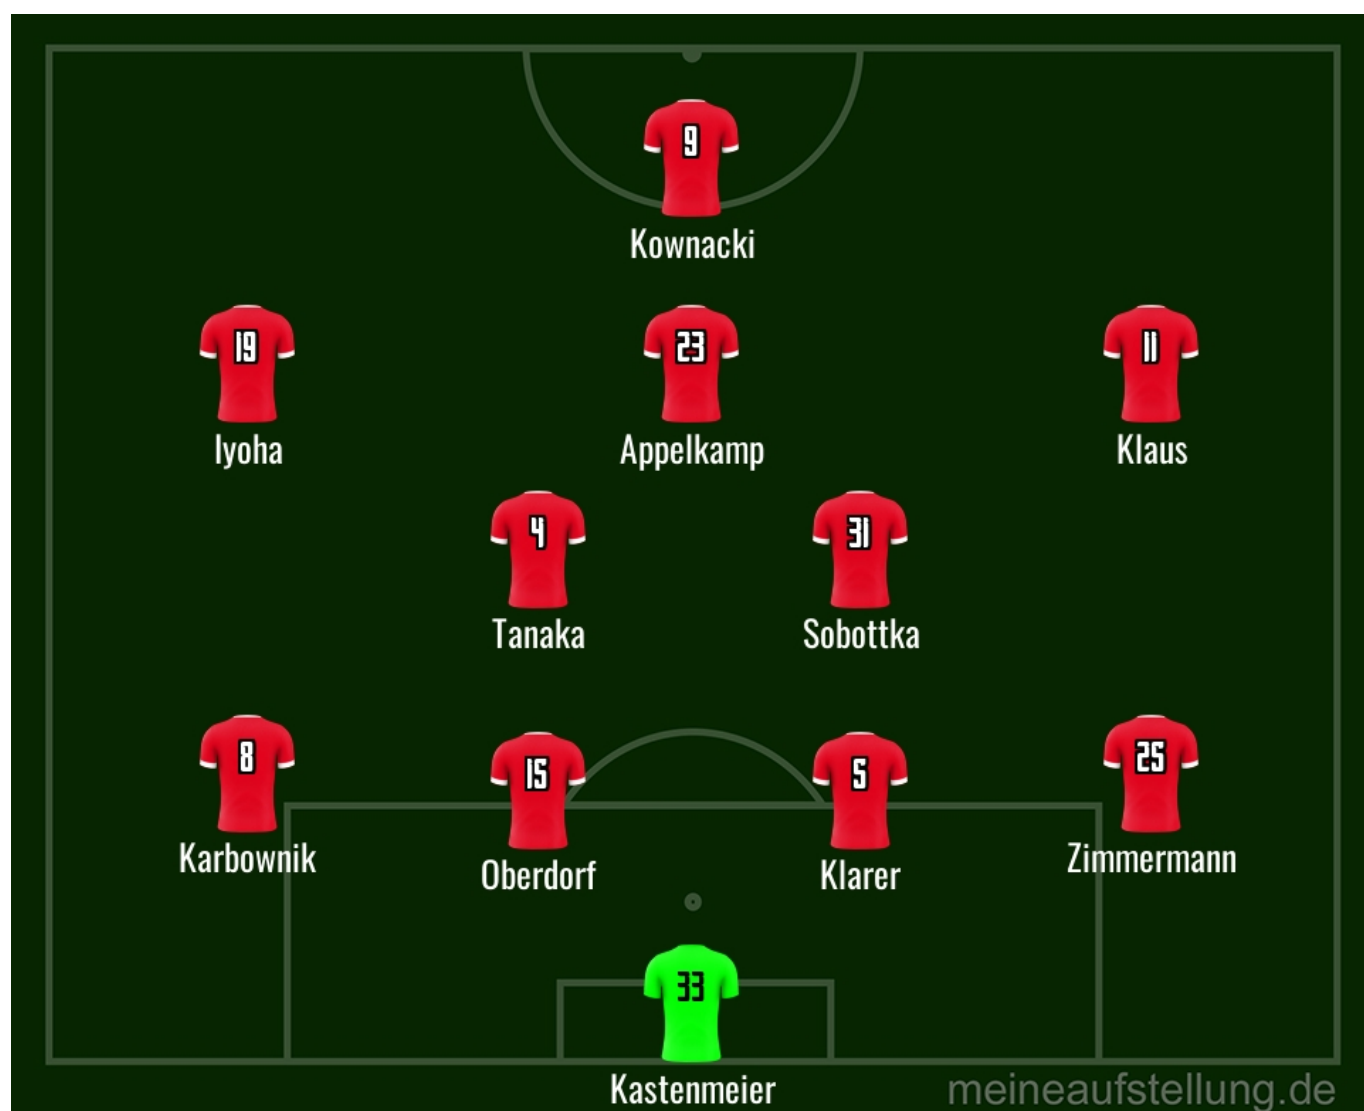 9
Kownacki
19 23 11
Iyoha Appelkamp Klaus
4 31
Tanaka Sobottka
8 15 5 25
Karbownik Oberdorf Klarer Zimmermann
33
Kastenmeier
meineaufstellung.de